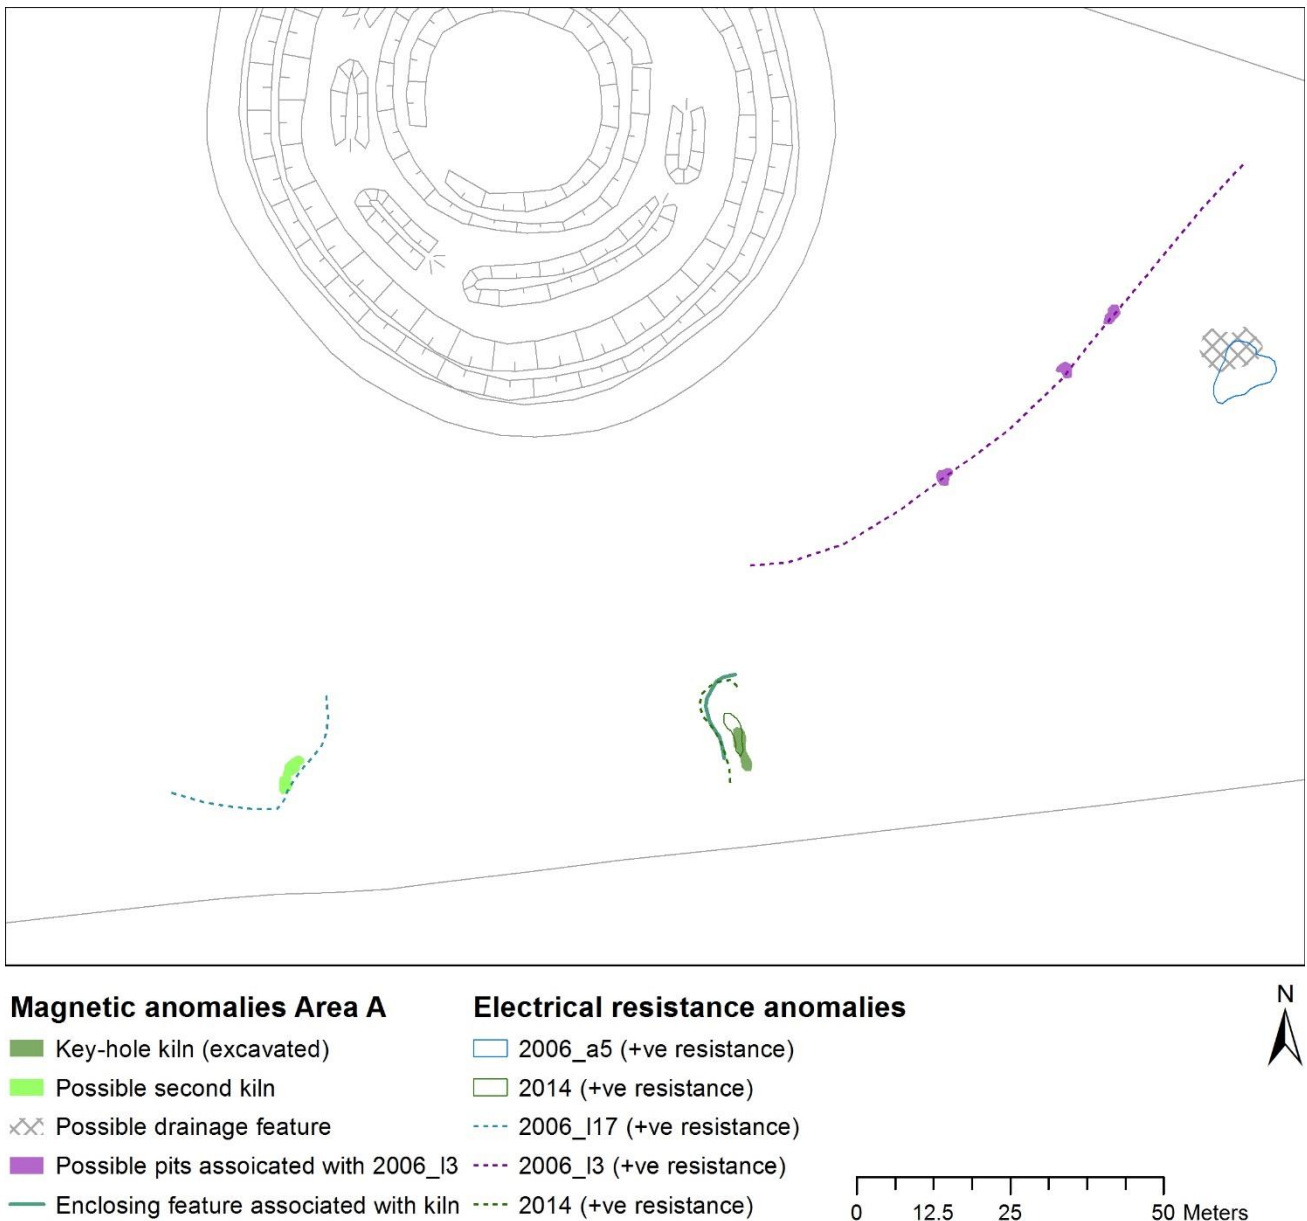 Magnetic anomalies Area A
Key-hole kiln (excavated)
Possible second kiln
Possible drainage feature
Possible pits assoicated with 2006_l3
Enclosing feature associated with kiln
Electrical resistance anomalies
2006_a5 (+ve resistance)
2014 (+ve resistance)
2006_l17 (+ve resistance)
2006_l3 (+ve resistance)
2014 (+ve resistance)
N
0 12.5 25 50 Meters